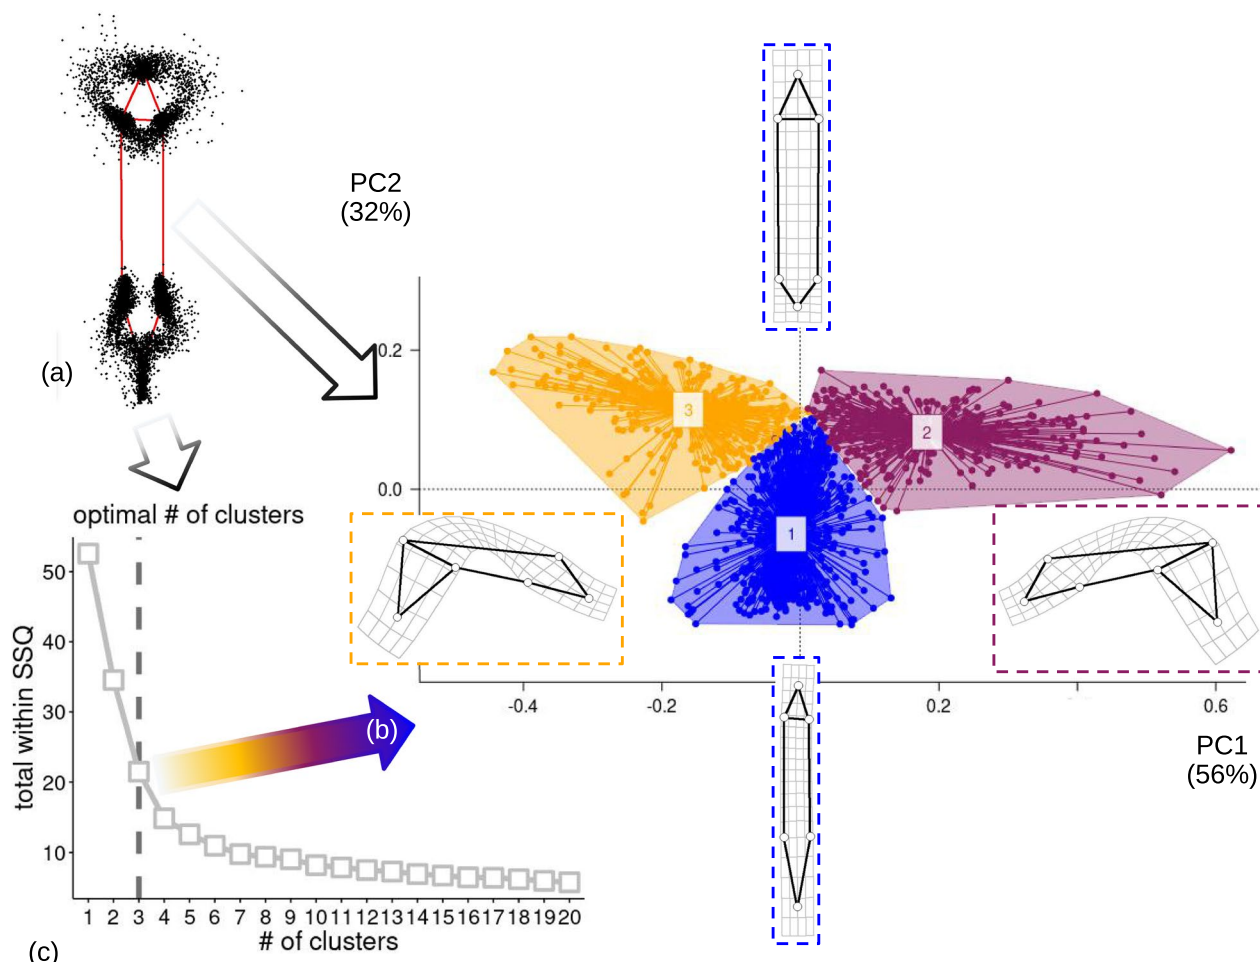 PC2
(32%)
(a)
0.2
3
2
0.0
1
optimal # of clusters
total within SSQ
50
40
30
20
10
-0.4
-0.2
0.2
0.6
(b)
PC1
(56%)
1 2 3 4 5 6 7 8 9 10 11 12 13 14 15 16 17 18 19 20
# of clusters
(c)